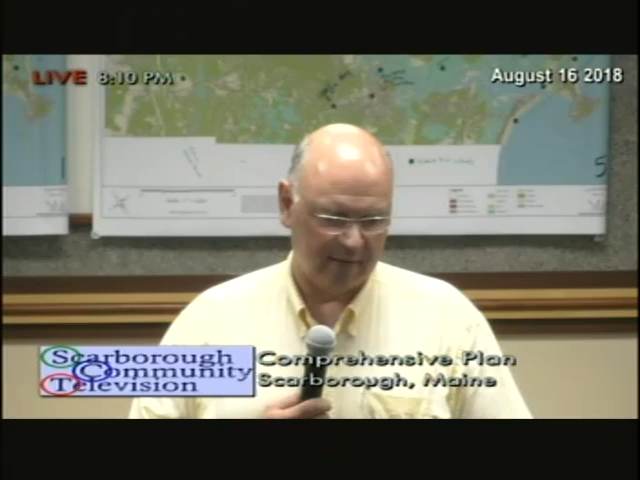 LIVE 8:10 PM
August 16 2018
Scarborough
Community
Television
Comprehensive Plan
Scarborough, Maine